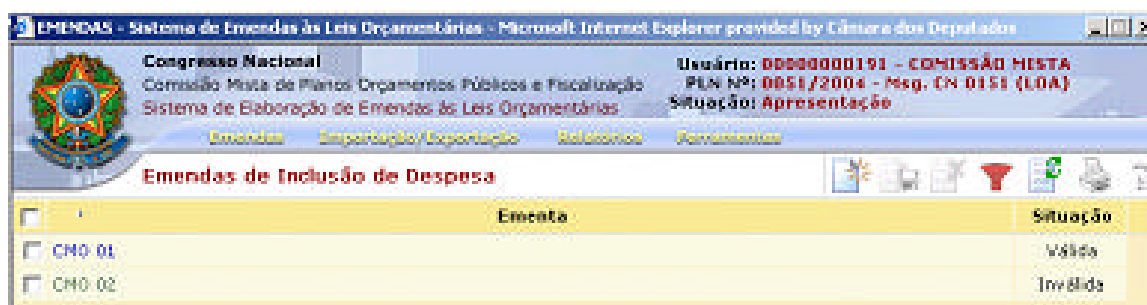 EMENDAS - Sistema de Emendas às Leis Orçamentárias - Microsoft Internet Explorer provided by Câmara dos Deputados
Congresso Nacional
Comissão Mista de Planos Orçamentos Públicos e Fiscalização
Sistema de Elaboração de Emendas às Leis Orçamentárias
Usuário: 00000000191 - COMISSÃO MISTA
PLN Nº: 0051/2004 - Msg. CN 0151 (LOA)
Situação: Apresentação
Emendas Importação/Exportação Relatórios Ferramentas
Emendas de Inclusão de Despesa
Ementa Situação
CMO 01 Válida
CMO 02 Inválida